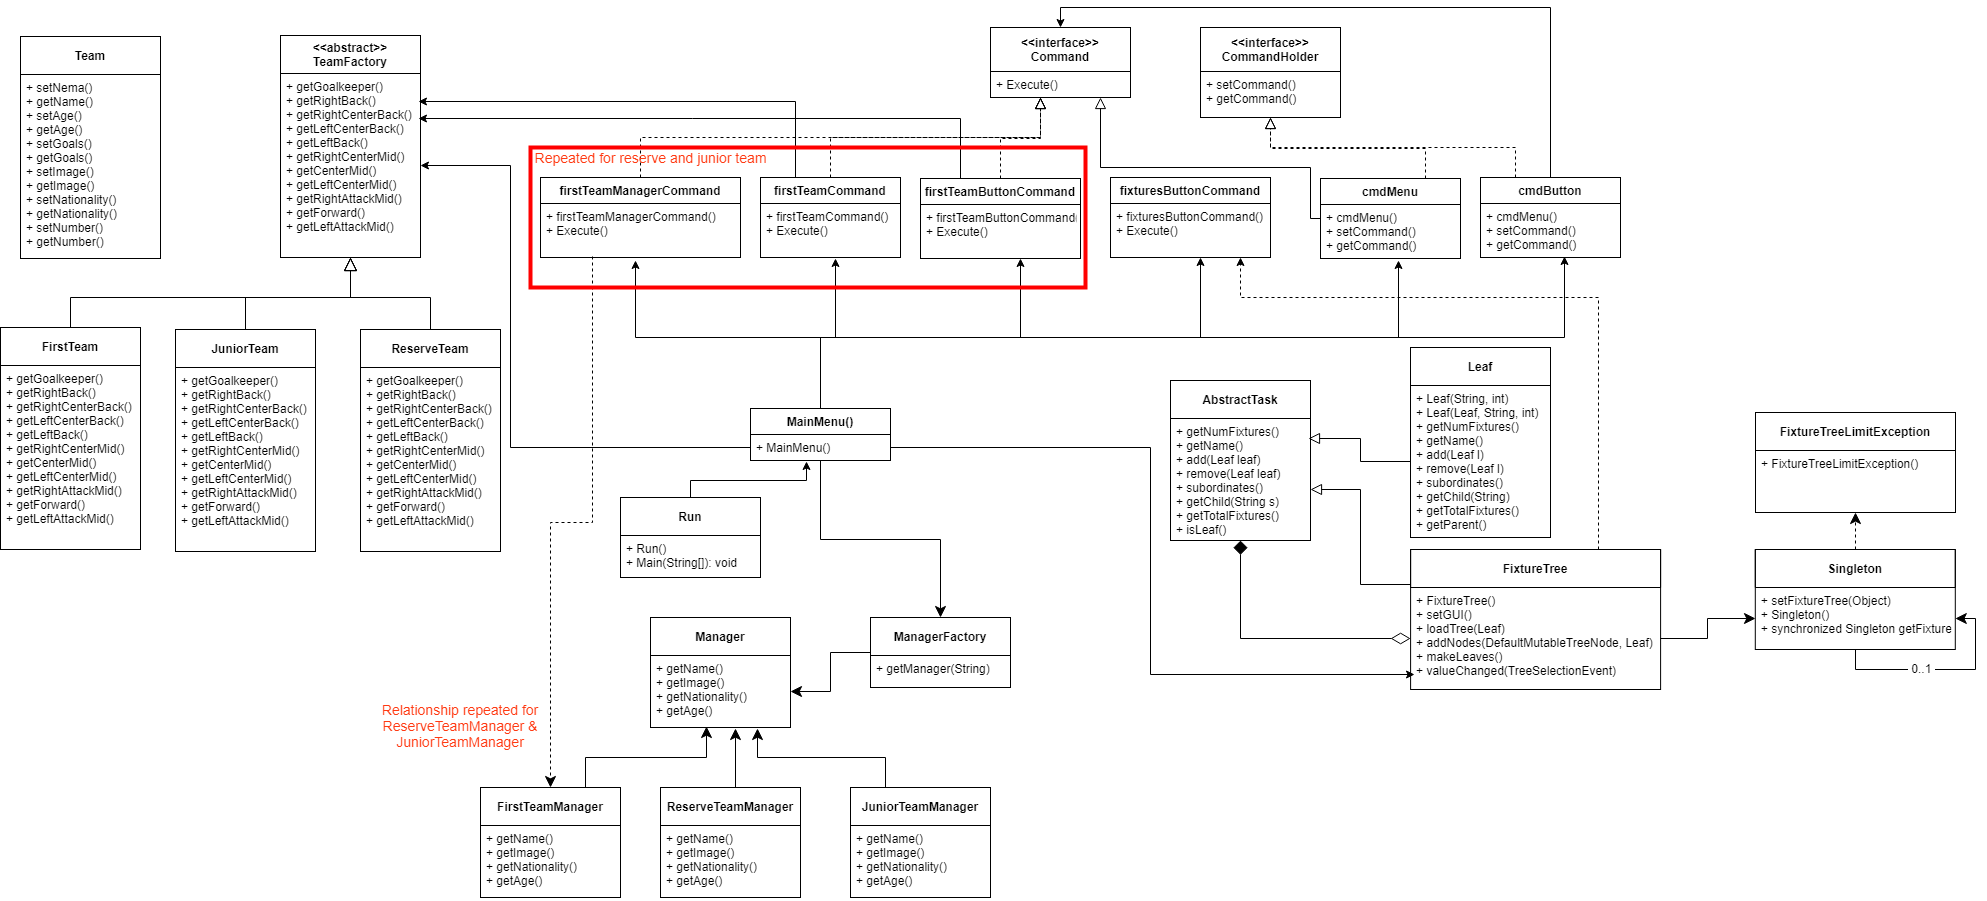 Team
+ setNema()
+ getName()
+ setAge()
+ getAge()
+ setGoals()
+ getGoals()
+ setImage()
+ getImage()
+ setNationality()
+ getNationality()
+ setNumber()
+ getNumber()
<<abstract>>
TeamFactory
+ getGoalkeeper()
+ getRightBack()
+ getRightCenterBack()
+ getLeftCenterBack()
+ getLeftBack()
+ getRightCenterMid()
+ getCenterMid()
+ getLeftCenterMid()
+ getRightAttackMid()
+ getForward()
+ getLeftAttackMid()
<<interface>>
Command
+ Execute()
<<interface>>
CommandHolder
+ setCommand()
+ getCommand()
Repeated for reserve and junior team
firstTeamManagerCommand
+ firstTeamManagerCommand()
+ Execute()
firstTeamCommand
+ firstTeamCommand()
+ Execute()
firstTeamButtonCommand
+ firstTeamButtonCommand(
+ Execute()
fixturesButtonCommand
+ fixturesButtonCommand()
+ Execute()
cmdMenu
+ cmdMenu()
+ setCommand()
+ getCommand()
cmdButton
+ cmdMenu()
+ setCommand()
+ getCommand()
FirstTeam
+ getGoalkeeper()
+ getRightBack()
+ getRightCenterBack()
+ getLeftCenterBack()
+ getLeftBack()
+ getRightCenterMid()
+ getCenterMid()
+ getLeftCenterMid()
+ getRightAttackMid()
+ getForward()
+ getLeftAttackMid()
JuniorTeam
+ getGoalkeeper()
+ getRightBack()
+ getRightCenterBack()
+ getLeftCenterBack()
+ getLeftBack()
+ getRightCenterMid()
+ getCenterMid()
+ getLeftCenterMid()
+ getRightAttackMid()
+ getForward()
+ getLeftAttackMid()
ReserveTeam
+ getGoalkeeper()
+ getRightBack()
+ getRightCenterBack()
+ getLeftCenterBack()
+ getLeftBack()
+ getRightCenterMid()
+ getCenterMid()
+ getLeftCenterMid()
+ getRightAttackMid()
+ getForward()
+ getLeftAttackMid()
MainMenu()
+ MainMenu()
Run
+ Run()
+ Main(String[]): void
AbstractTask
+ getNumFixtures()
+ getName()
+ add(Leaf leaf)
+ remove(Leaf leaf)
+ subordinates()
+ getChild(String s)
+ getTotalFixtures()
+ isLeaf()
Leaf
+ Leaf(String, int)
+ Leaf(Leaf, String, int)
+ getNumFixtures()
+ getName()
+ add(Leaf l)
+ remove(Leaf l)
+ subordinates()
+ getChild(String)
+ getTotalFixtures()
+ getParent()
FixtureTreeLimitException
+ FixtureTreeLimitException()
FixtureTree
+ FixtureTree()
+ setGUI()
+ loadTree(Leaf)
+ addNodes(DefaultMutableTreeNode, Leaf)
+ makeLeaves()
+ valueChanged(TreeSelectionEvent)
Singleton
+ setFixtureTree(Object)
+ Singleton()
+ synchronized Singleton getFixture
0..1
Manager
+ getName()
+ getImage()
+ getNationality()
+ getAge()
ManagerFactory
+ getManager(String)
Relationship repeated for
ReserveTeamManager &
JuniorTeamManager
FirstTeamManager
+ getName()
+ getImage()
+ getNationality()
+ getAge()
ReserveTeamManager
+ getName()
+ getImage()
+ getNationality()
+ getAge()
JuniorTeamManager
+ getName()
+ getImage()
+ getNationality()
+ getAge()